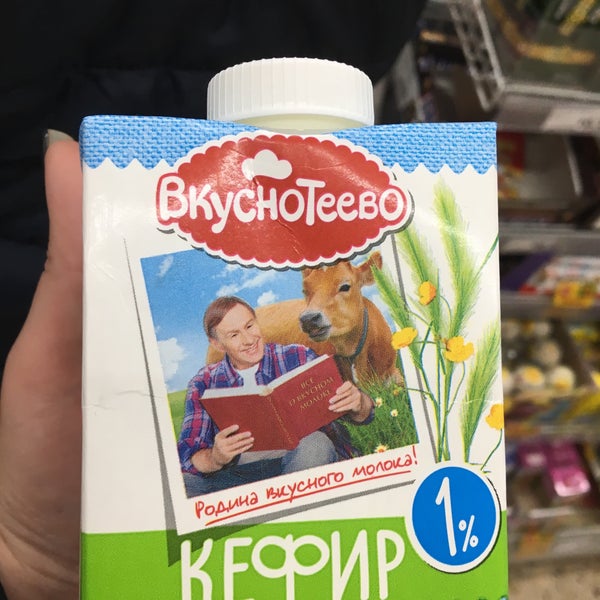 Вкуснотеево
ВСЁ
О ВКУСНОМ
МОЛОКЕ
Родина вкусного молока!
1%
КЕФИР